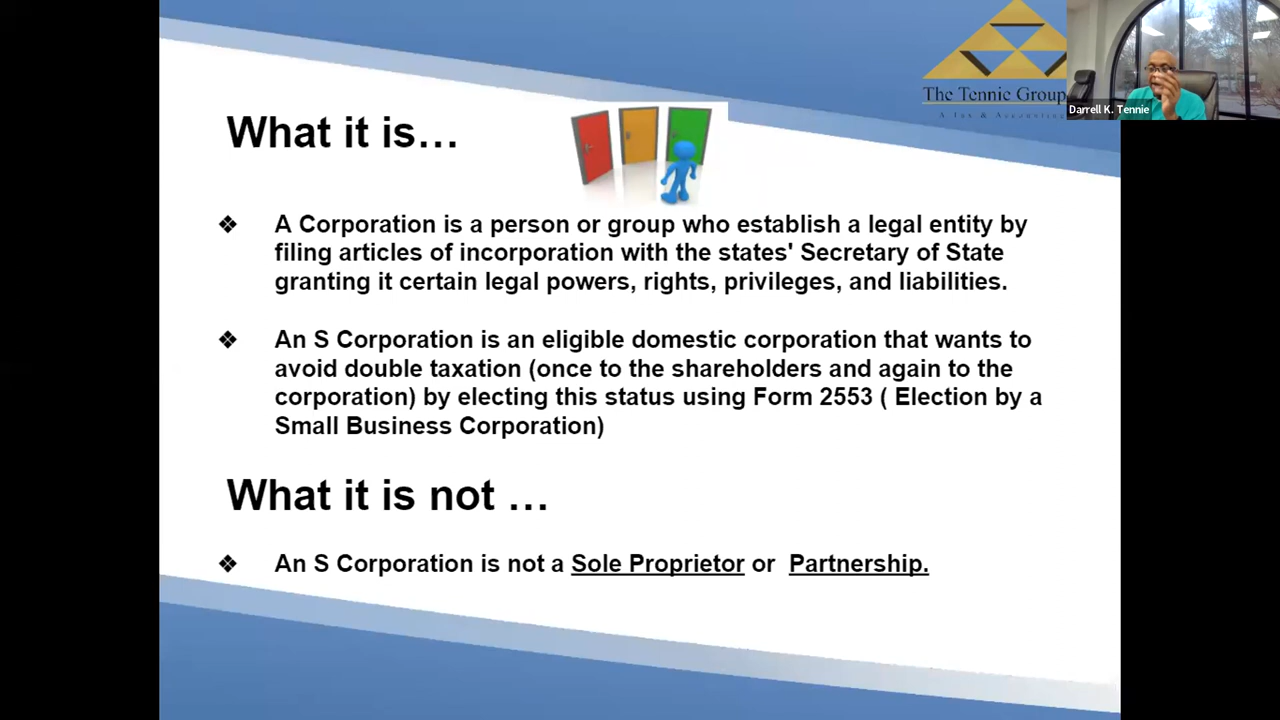 The Tennie Group
A Tax & Accounting
Darrell K. Tennie
What it is…
❖ A Corporation is a person or group who establish a legal entity by
filing articles of incorporation with the states' Secretary of State
granting it certain legal powers, rights, privileges, and liabilities.
❖ An S Corporation is an eligible domestic corporation that wants to
avoid double taxation (once to the shareholders and again to the
corporation) by electing this status using Form 2553 ( Election by a
Small Business Corporation)
What it is not …
❖ An S Corporation is not a Sole Proprietor or Partnership.